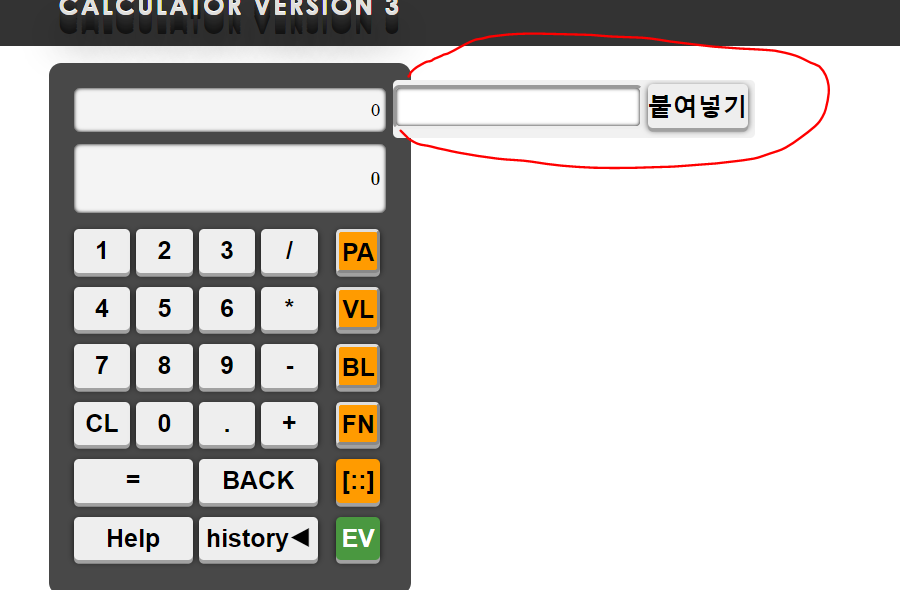 CALCULATOR VERSION 3
0
붙여넣기
0
1 2 3 / PA
4 5 6 * VL
7 8 9 - BL
CL 0 . + FN
= BACK [::]
Help history◀ EV